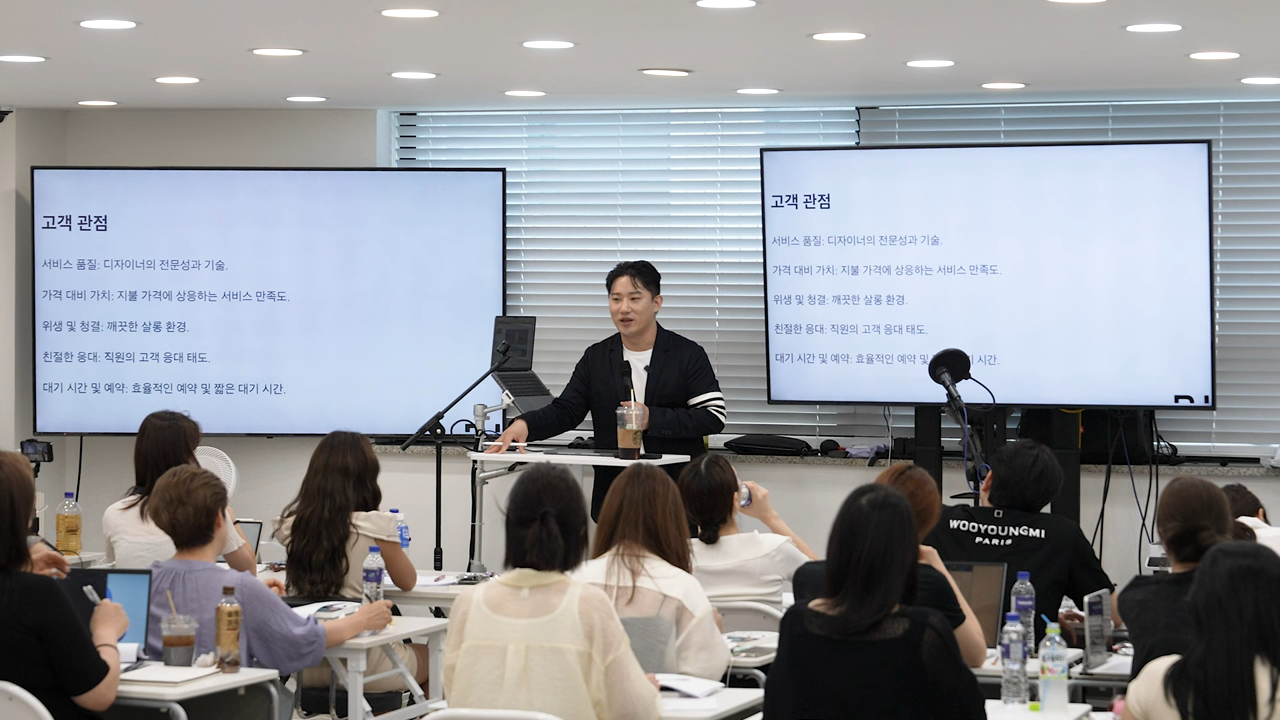 고객 관점
서비스 품질: 디자이너의 전문성과 기술.
가격 대비 가치: 지불 가격에 상응하는 서비스 만족도.
위생 및 청결: 깨끗한 살롱 환경.
친절한 응대: 직원의 고객 응대 태도.
대기 시간 및 예약: 효율적인 예약 및 짧은 대기 시간.
고객 관점
서비스 품질: 디자이너의 전문성과 기술.
가격 대비 가치: 지불 가격에 상응하는 서비스 만족도.
위생 및 청결: 깨끗한 살롱 환경.
친절한 응대: 직원의 고객 응대 태도.
대기 시간 및 예약: 효율적인 예약 및 시간.
WOOYOUNGMI
PARIS